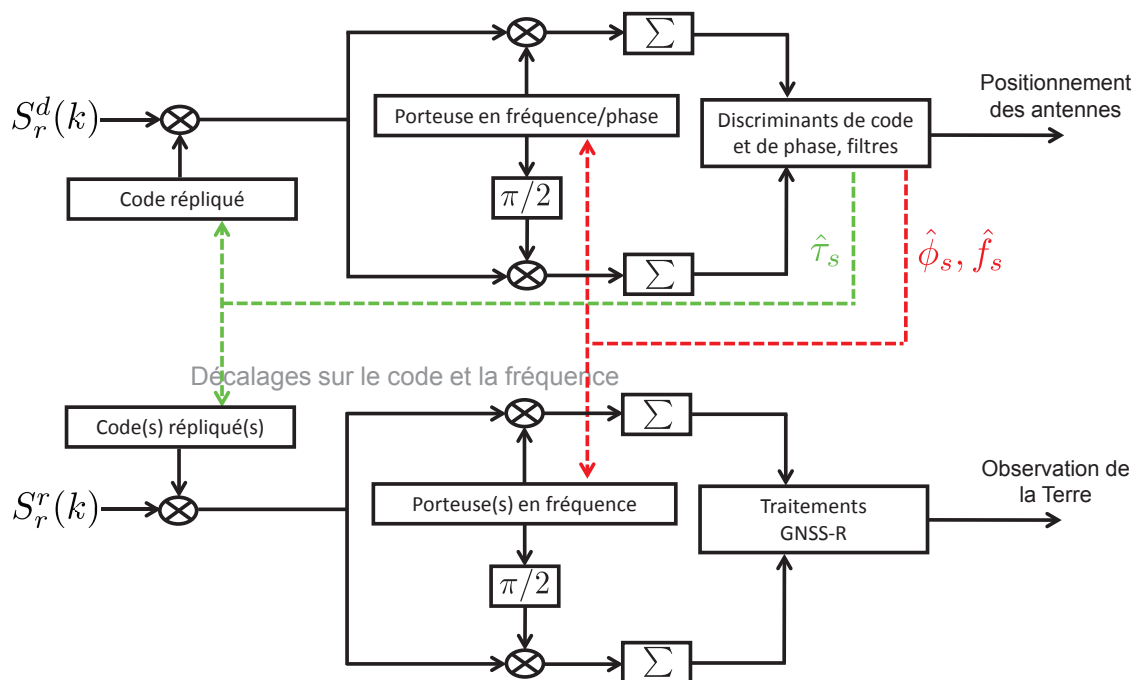 Σ
S_r^d(k)
Porteuse en fréquence/phase
Discriminants de code
et de phase, filtres
Positionnement
des antennes
Code répliqué
π/2
Σ
τ̂_s
ϕ̂_s, f̂_s
Décalages sur le code et la fréquence
Code(s) répliqué(s)
Σ
S_r^r(k)
Porteuse(s) en fréquence
Traitements
GNSS-R
Observation de
la Terre
π/2
Σ